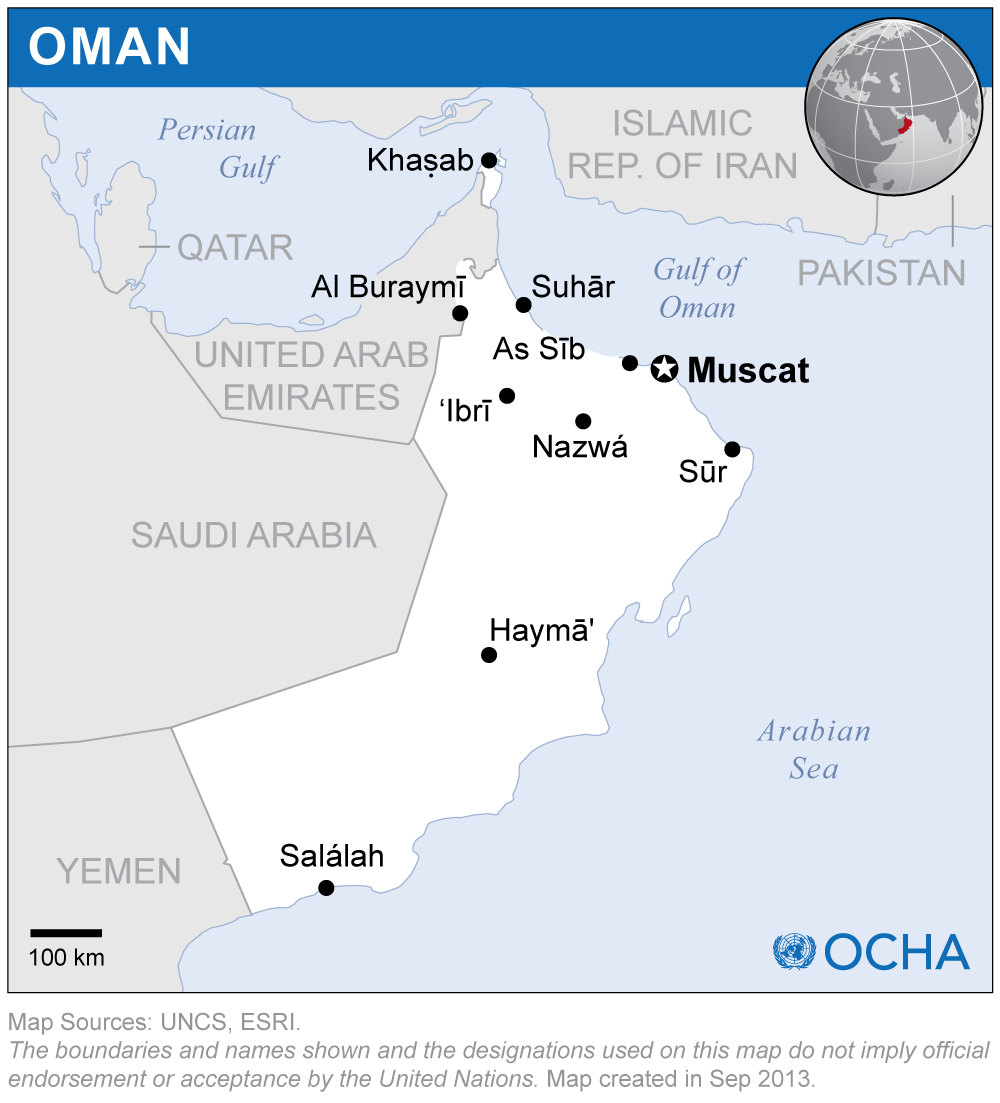 OMAN
Persian
Gulf
Khaṣab
ISLAMIC
REP. OF IRAN
QATAR
Gulf of
Oman
PAKISTAN
Al Buraymī
Suhār
UNITED ARAB
EMIRATES
As Sīb
Muscat
‘Ibrī
Nazwá
Sūr
SAUDI ARABIA
Haymā'
Arabian
Sea
YEMEN
Salálah
100 km
OCHA
Map Sources: UNCS, ESRI.
The boundaries and names shown and the designations used on this map do not imply official
endorsement or acceptance by the United Nations. Map created in Sep 2013.